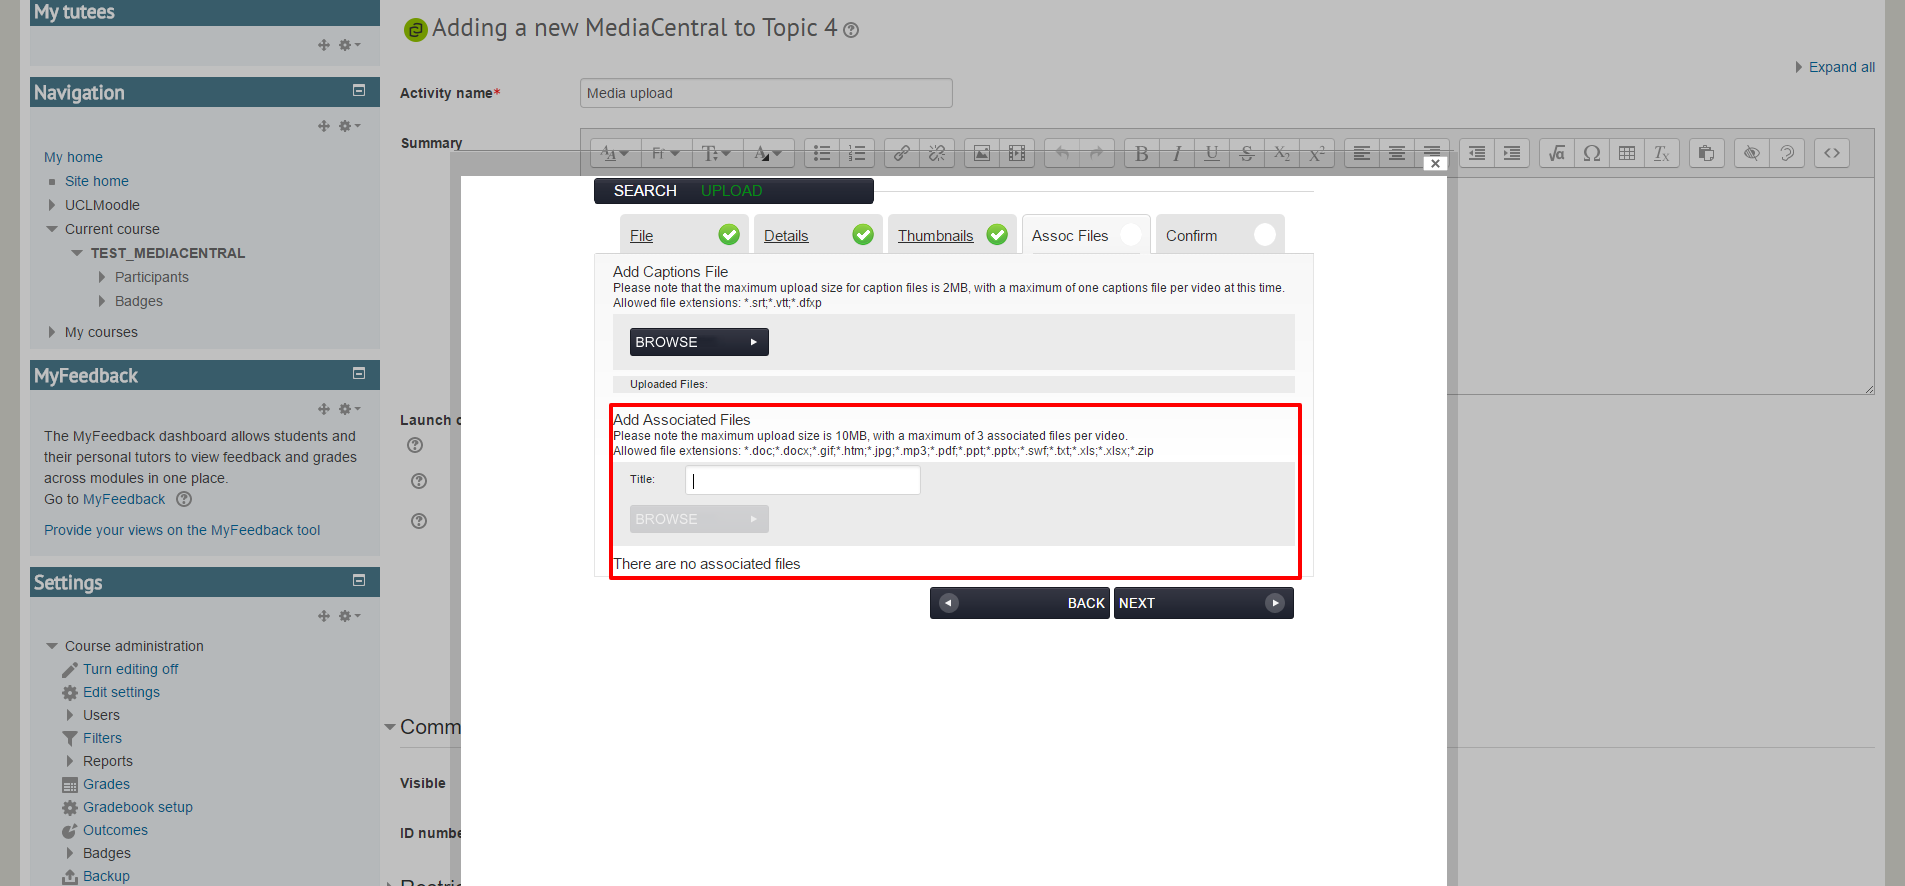 My tutees
Navigation
My home
Site home
UCLMoodle
Current course
TEST_MEDIACENTRAL
Participants
Badges
My courses
MyFeedback
The MyFeedback dashboard allows students and
their personal tutors to view feedback and grades
across modules in one place.
Go to MyFeedback
Provide your views on the MyFeedback tool
Settings
Course administration
Turn editing off
Edit settings
Users
Filters
Reports
Grades
Gradebook setup
Outcomes
Badges
Backup
Adding a new MediaCentral to Topic 4
Expand all
Activity name*
Media upload
Summary
Launch
Visible
SEARCH UPLOAD
File Details Thumbnails Assoc Files Confirm
Add Captions File
Please note that the maximum upload size for caption files is 2MB, with a maximum of one captions file per video at this time.
Allowed file extensions: *.srt;*.vtt;*.dfxp
BROWSE
Uploaded Files:
Add Associated Files
Please note the maximum upload size is 10MB, with a maximum of 3 associated files per video.
Allowed file extensions: *.doc;*.docx;*.gif;*.htm;*.jpg;*.mp3;*.pdf;*.ppt;*.pptx;*.swf;*.txt;*.xls;*.xlsx;*.zip
Title:
BROWSE
There are no associated files
BACK NEXT
Comm
ID numbe